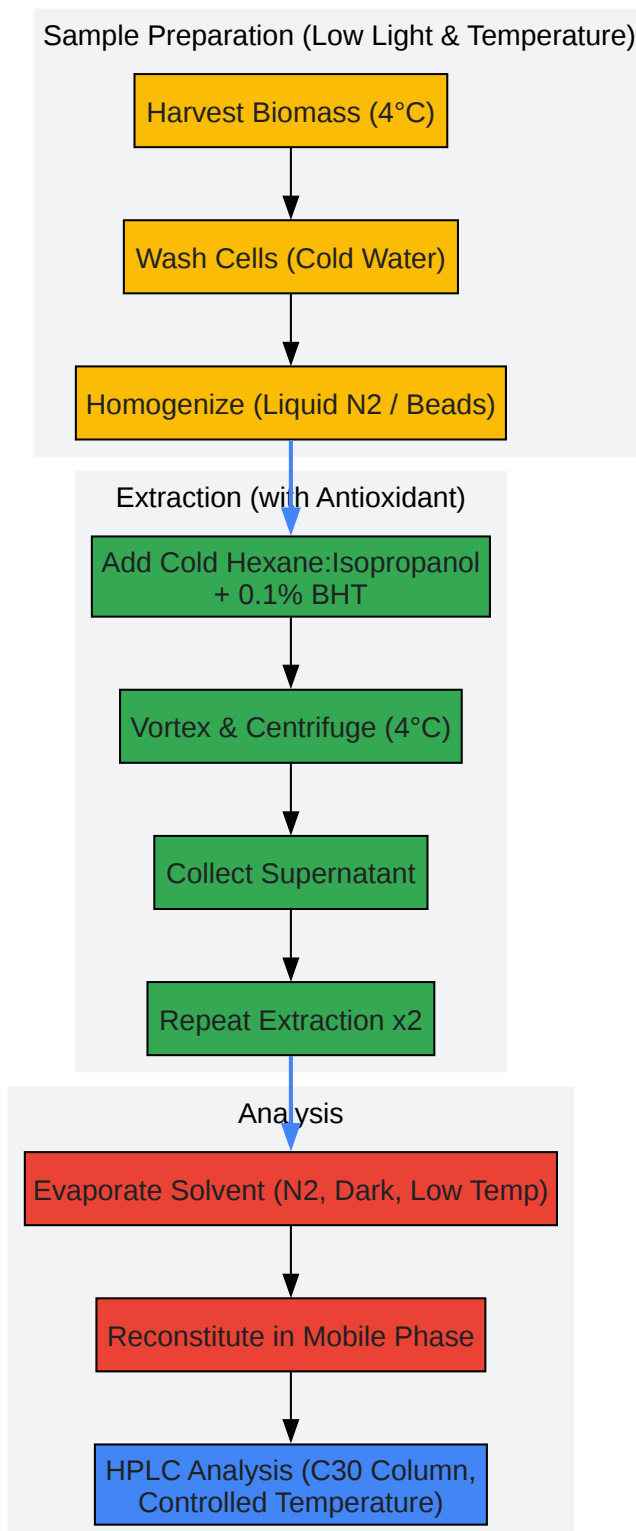 Sample Preparation (Low Light & Temperature)
Harvest Biomass (4°C)
Wash Cells (Cold Water)
Homogenize (Liquid N2 / Beads)
Extraction (with Antioxidant)
Add Cold Hexane:Isopropanol
+ 0.1% BHT
Vortex & Centrifuge (4°C)
Collect Supernatant
Repeat Extraction x2
Analysis
Evaporate Solvent (N2, Dark, Low Temp)
Reconstitute in Mobile Phase
HPLC Analysis (C30 Column,
Controlled Temperature)